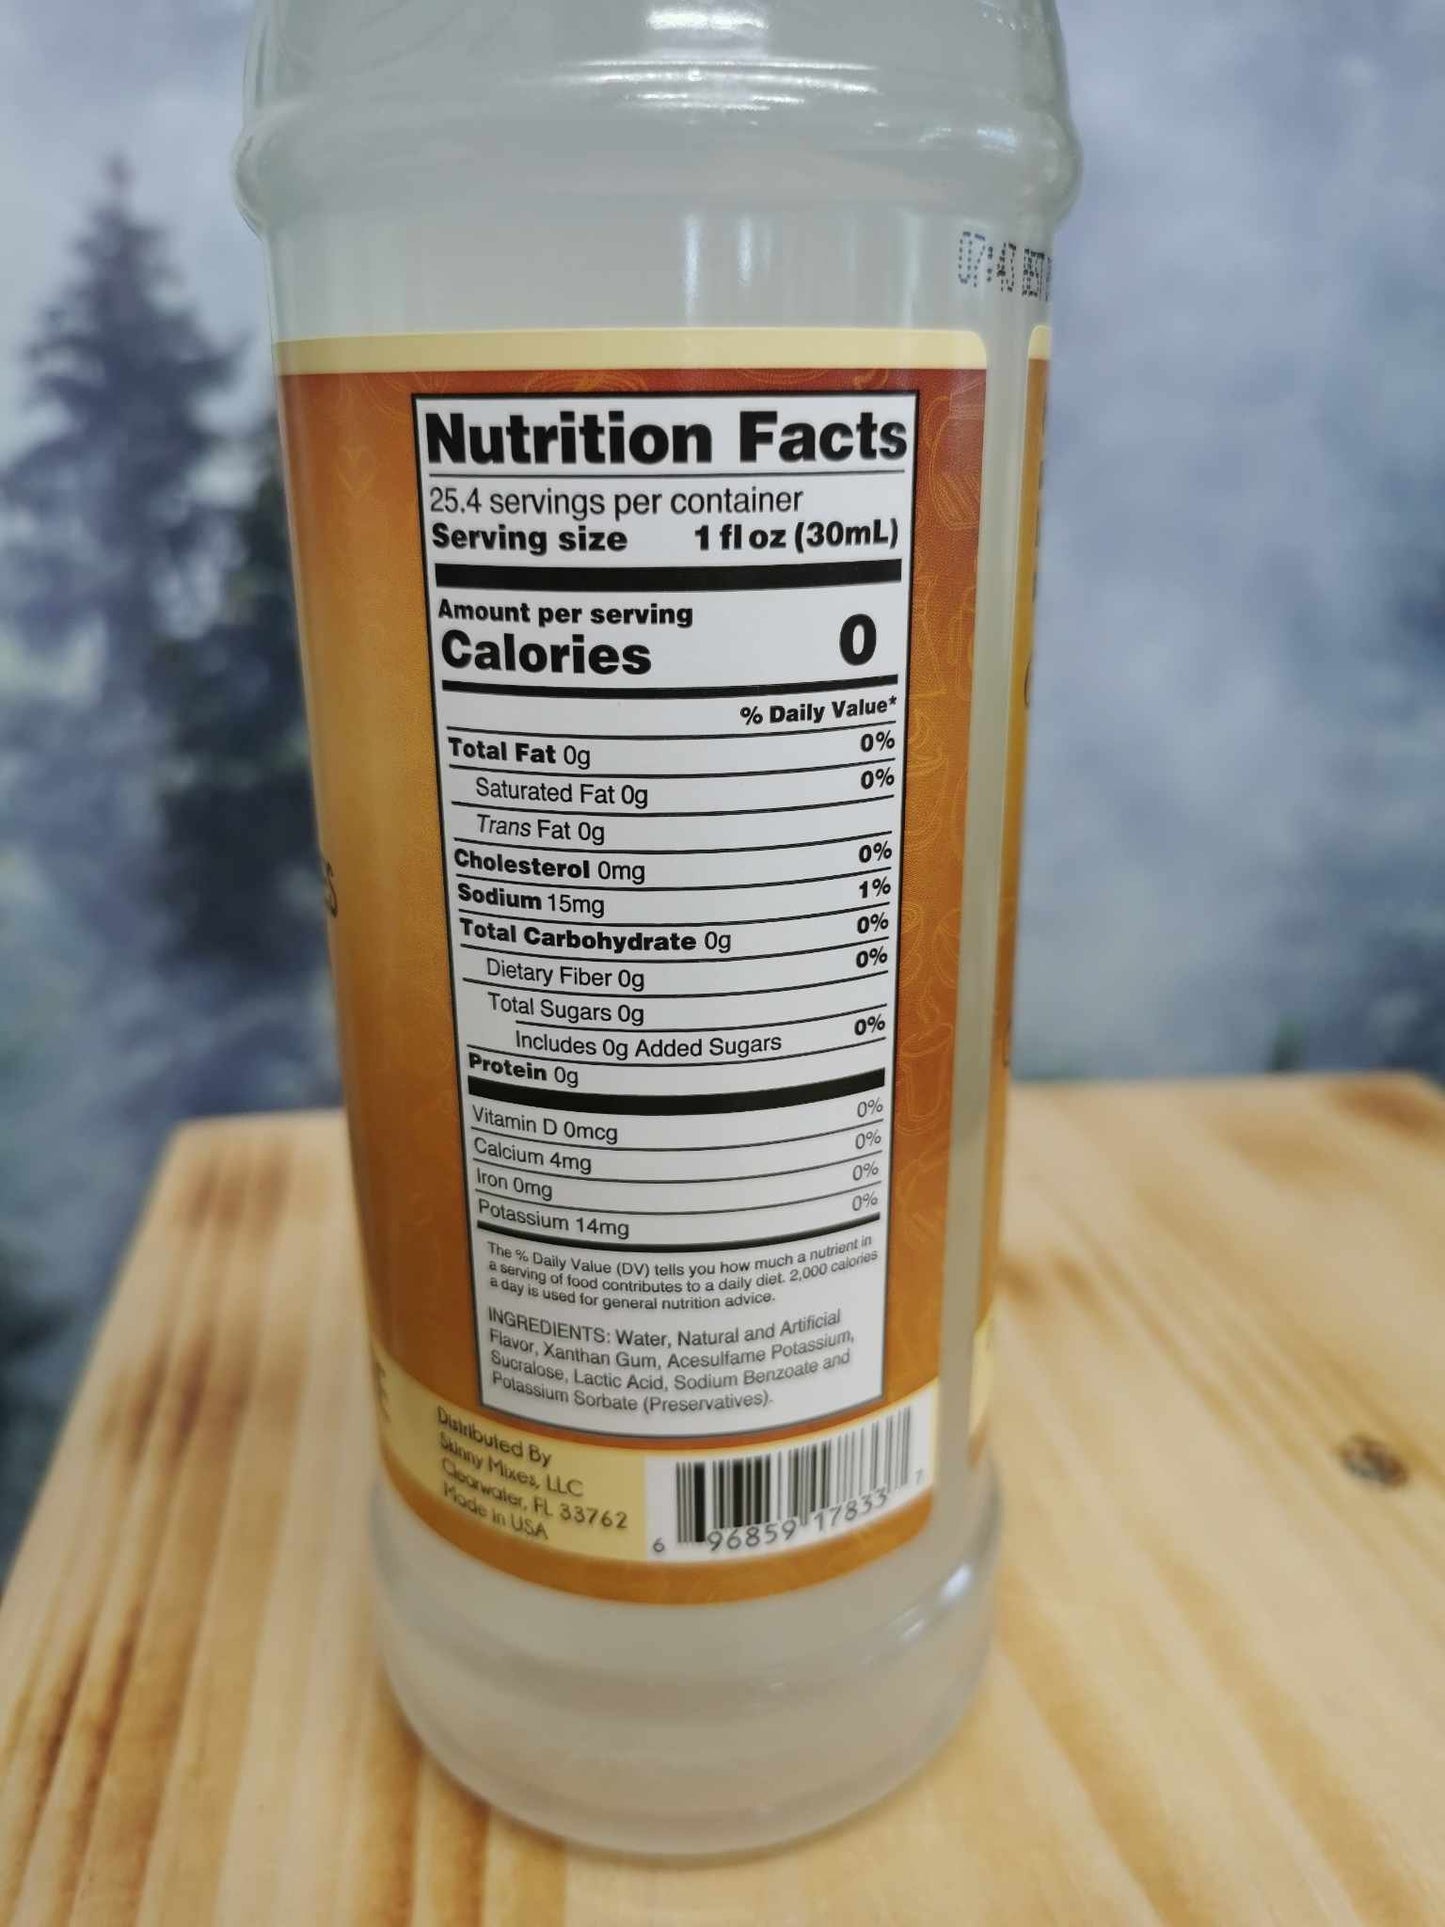 07:43 BEST
Nutrition Facts
25.4 servings per container
Serving size 1 fl oz (30mL)
Amount per serving
Calories 0
% Daily Value*
Total Fat 0g 0%
Saturated Fat 0g 0%
Trans Fat 0g
Cholesterol 0mg 0%
Sodium 15mg 1%
Total Carbohydrate 0g 0%
Dietary Fiber 0g 0%
Total Sugars 0g
Includes 0g Added Sugars 0%
Protein 0g
Vitamin D 0mcg 0%
Calcium 4mg 0%
Iron 0mg 0%
Potassium 14mg 0%
The % Daily Value (DV) tells you how much a nutrient in
a serving of food contributes to a daily diet. 2,000 calories
a day is used for general nutrition advice.
INGREDIENTS: Water, Natural and Artificial
Flavor, Xanthan Gum, Acesulfame Potassium,
Sucralose, Lactic Acid, Sodium Benzoate and
Potassium Sorbate (Preservatives).
Distributed By
Skinny Mixes, LLC
Clearwater, FL 33762
Made in USA
6 96859 17833 7